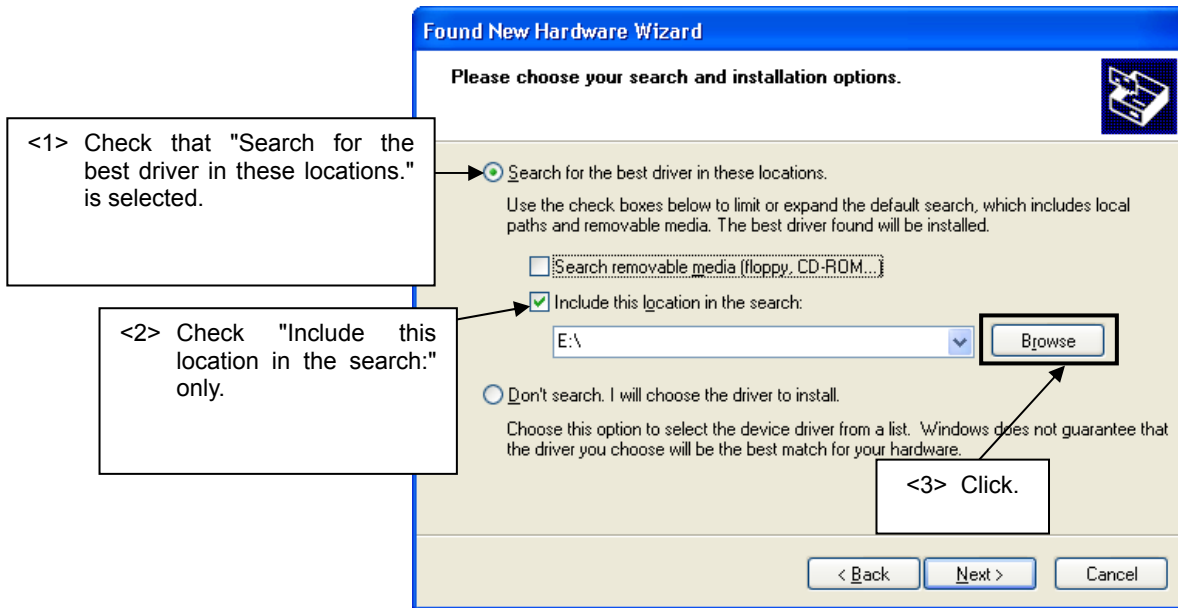 Found New Hardware Wizard
Please choose your search and installation options.
<1> Check that "Search for the
best driver in these locations."
is selected.
Search for the best driver in these locations.
Use the check boxes below to limit or expand the default search, which includes local
paths and removable media. The best driver found will be installed.
Search removable media (floppy, CD-ROM...)
Include this location in the search:
<2> Check "Include this
location in the search:"
only.
E:\
Browse
Don't search. I will choose the driver to install.
Choose this option to select the device driver from a list. Windows does not guarantee that
the driver you choose will be the best match for your hardware.
<3> Click.
< Back
Next >
Cancel